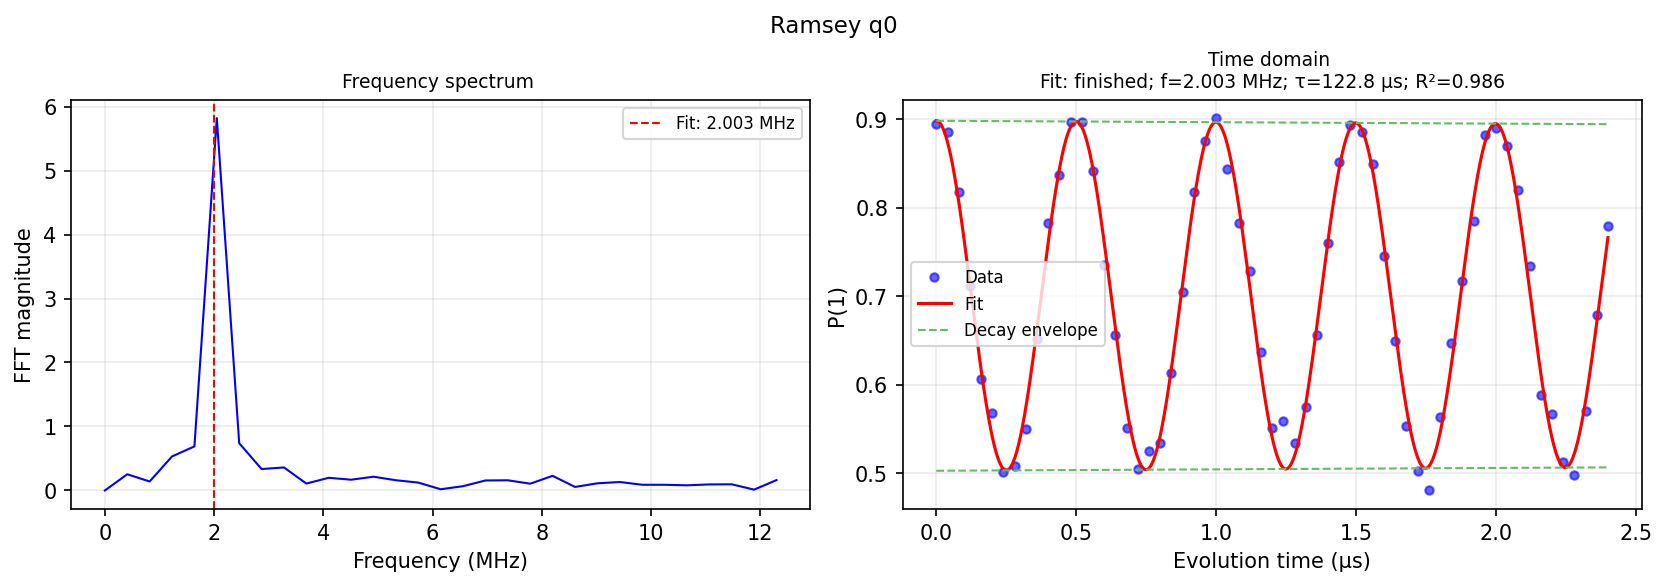 Ramsey q0
Frequency spectrum
6
5
4
3
2
1
0
FFT magnitude
Fit: 2.003 MHz
0
2
4
6
8
10
12
Frequency (MHz)
Time domain
Fit: finished; f=2.003 MHz; τ=122.8 μs; R²=0.986
0.9
0.8
0.7
0.6
0.5
P(1)
Data
Fit
Decay envelope
0.0
0.5
1.0
1.5
2.0
2.5
Evolution time (μs)